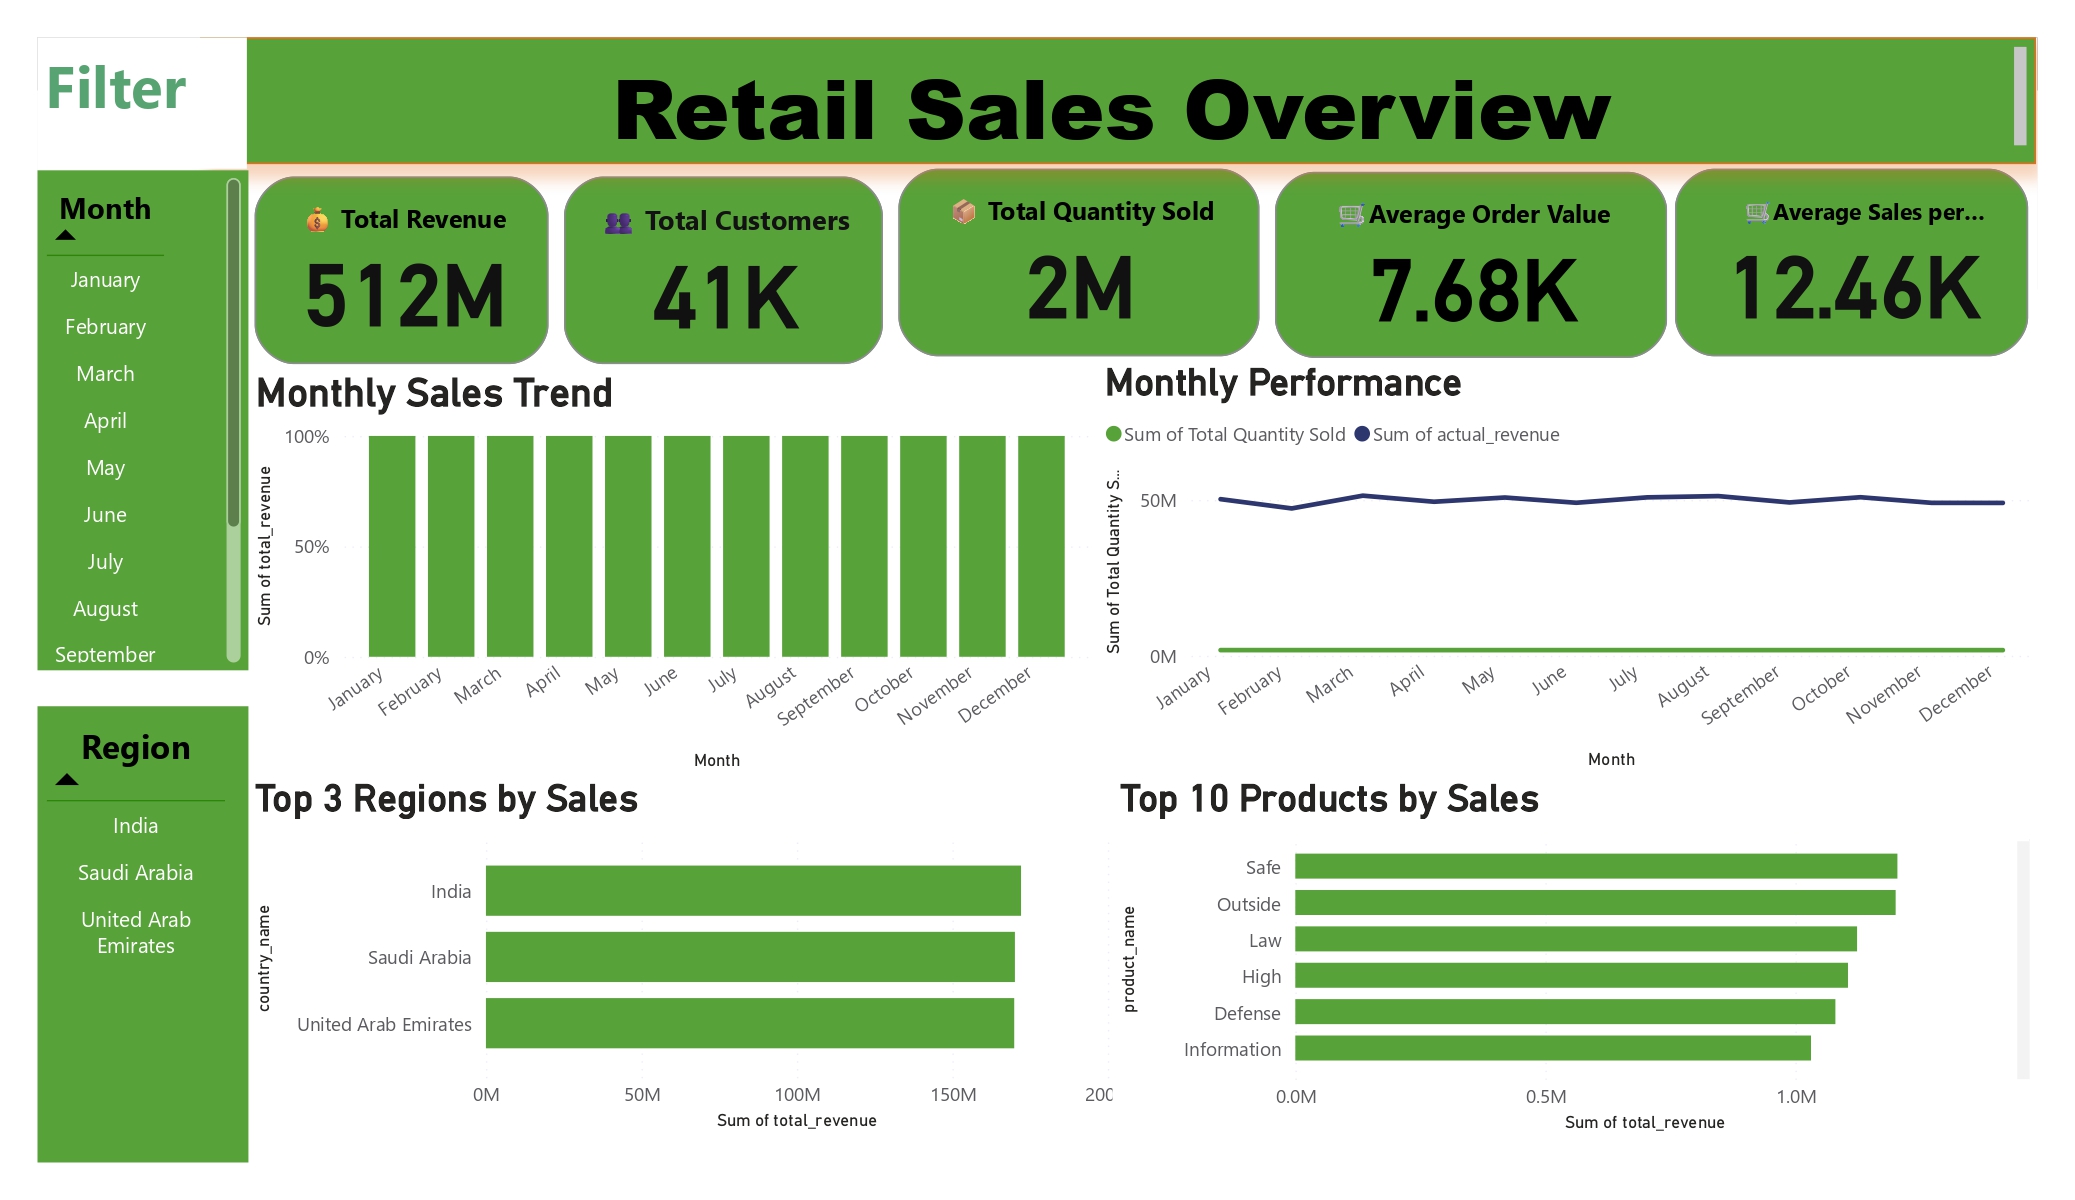 Filter
Retail Sales Overview
Month
January
February
March
April
May
June
July
August
September
Region
India
Saudi Arabia
United Arab
Emirates
💰 Total Revenue
512M
👥 Total Customers
41K
📦 Total Quantity Sold
2M
🛒Average Order Value
7.68K
🛒Average Sales per...
12.46K
Monthly Sales Trend
Sum of total_revenue
100%
50%
0%
January
February
March
April
May
June
July
August
September
October
November
December
Month
Monthly Performance
Sum of Total Quantity Sold
Sum of actual_revenue
Sum of Total Quantity S...
50M
0M
January
February
March
April
May
June
July
August
September
October
November
December
Month
Top 3 Regions by Sales
country_name
India
Saudi Arabia
United Arab Emirates
0M
50M
100M
150M
200
Sum of total_revenue
Top 10 Products by Sales
product_name
Safe
Outside
Law
High
Defense
Information
0.0M
0.5M
1.0M
Sum of total_revenue